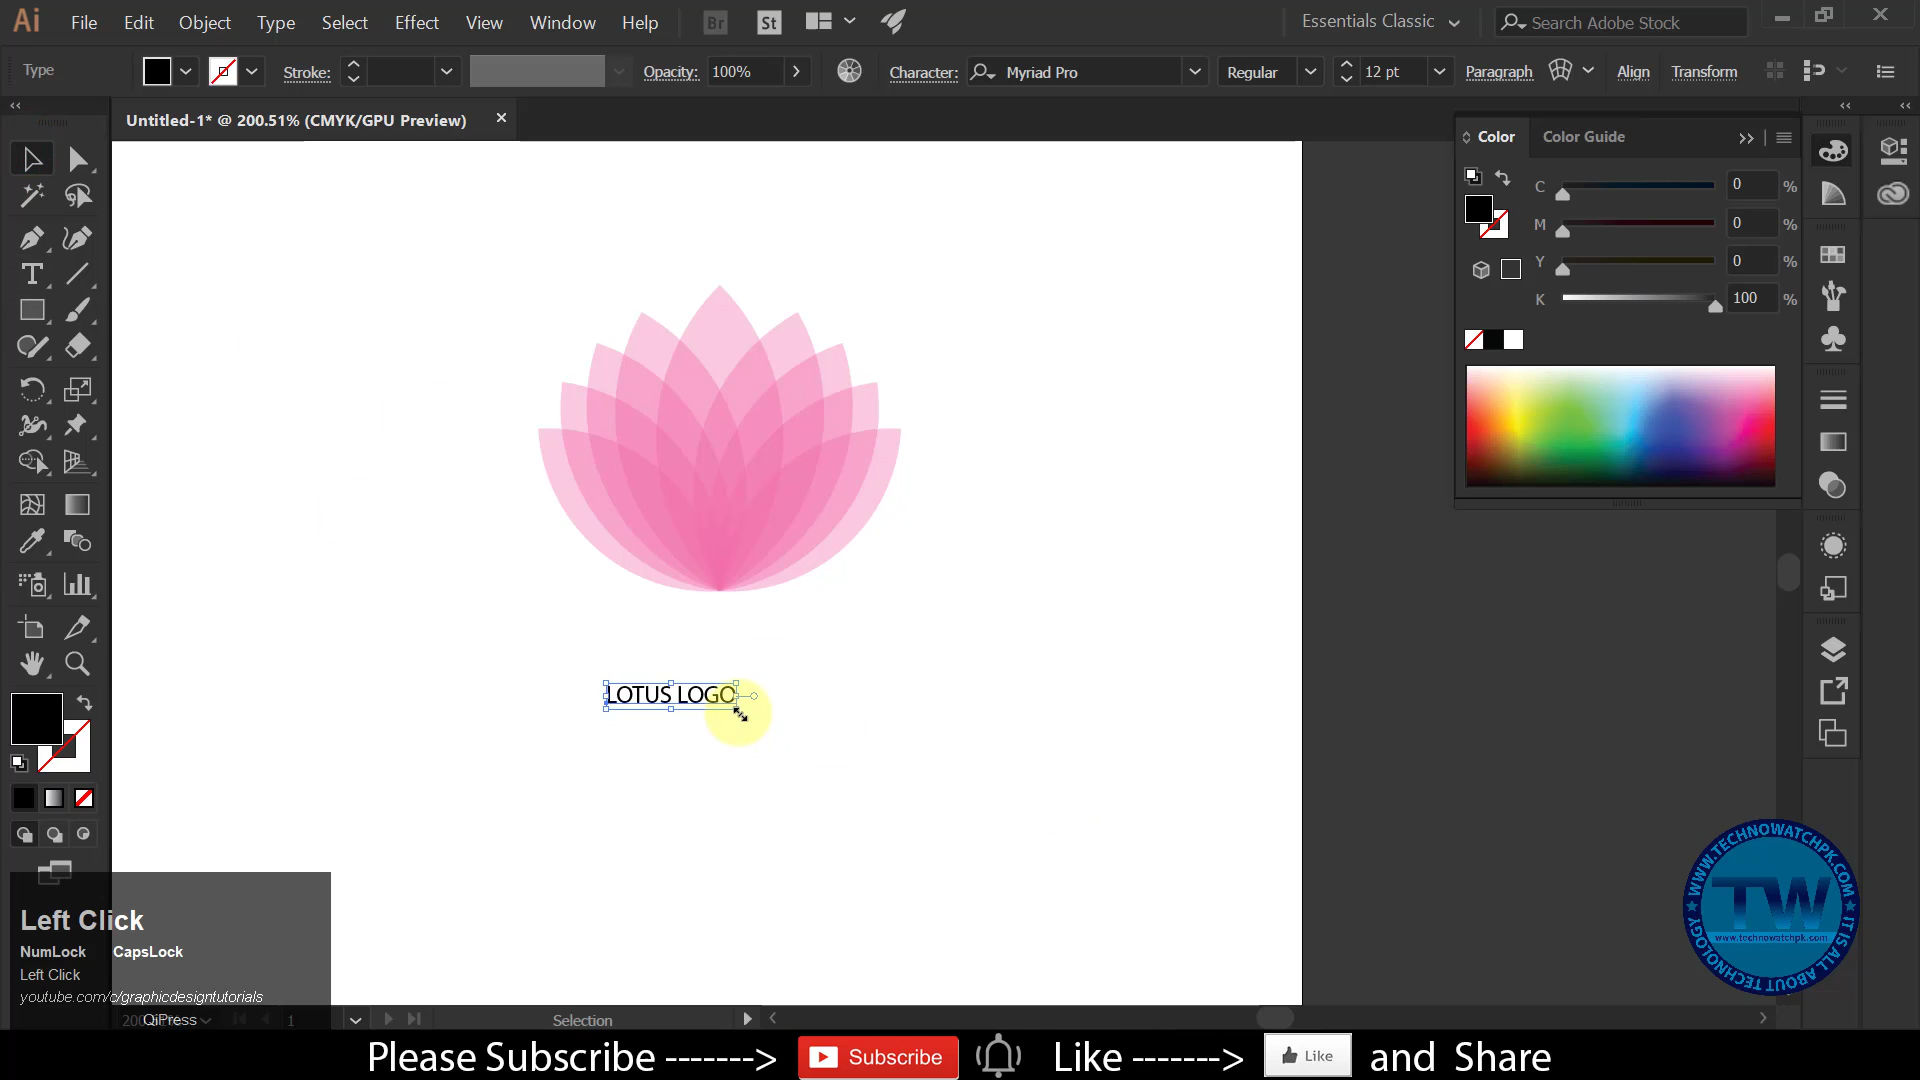 Ai File Edit Object Type Select Effect View Window Help Br St Essentials Classic Search Adobe Stock
Type Stroke: Opacity: 100% Character: Myriad Pro Regular 12 pt Paragraph Align Transform
Untitled-1* @ 200.51% (CMYK/GPU Preview)
Color Color Guide
C 0 %
M 0 %
Y 0 %
K 100 %
LOTUS LOGO
Left Click
NumLock CapsLock
Left Click
youtube.com/c/graphicdesigntutorials
QiPress
1 Selection
WWW.TECHNOWATCHPK.COM
TW
www.technowatchpk.com
IT IS ALL ABOUT TECHNOLOGY
Please Subscribe -------> Subscribe Like -------> Like and Share